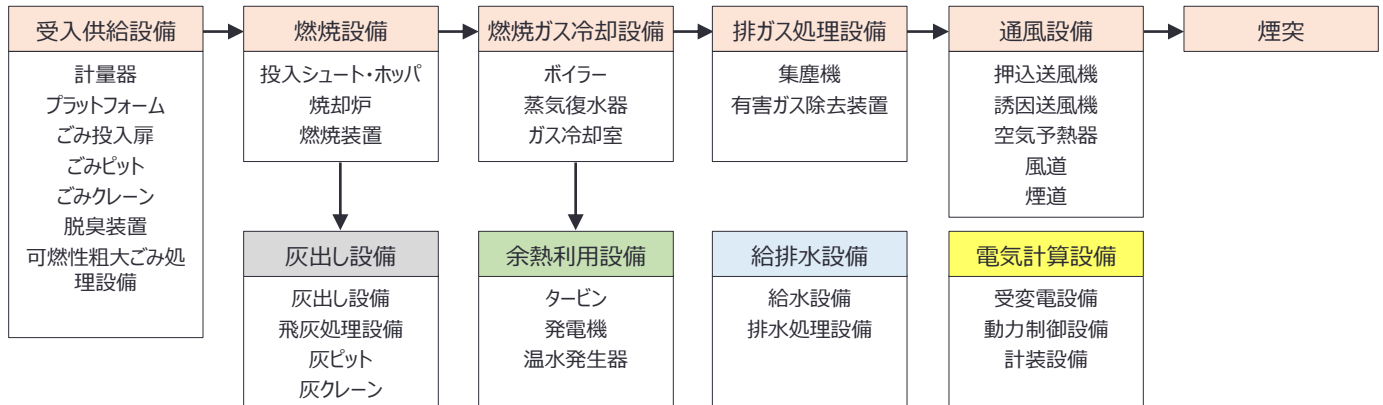 受入供給設備
計量器
プラットフォーム
ごみ投入扉
ごみピット
ごみクレーン
脱臭装置
可燃性粗大ごみ処
理設備
燃焼設備
投入シュート・ホッパ
焼却炉
燃焼装置
燃焼ガス冷却設備
ボイラー
蒸気復水器
ガス冷却室
排ガス処理設備
集塵機
有害ガス除去装置
通風設備
押込送風機
誘因送風機
空気予熱器
風道
煙道
煙突
灰出し設備
灰出し設備
飛灰処理設備
灰ピット
灰クレーン
余熱利用設備
タービン
発電機
温水発生器
給排水設備
給水設備
排水処理設備
電気計算設備
受変電設備
動力制御設備
計装設備